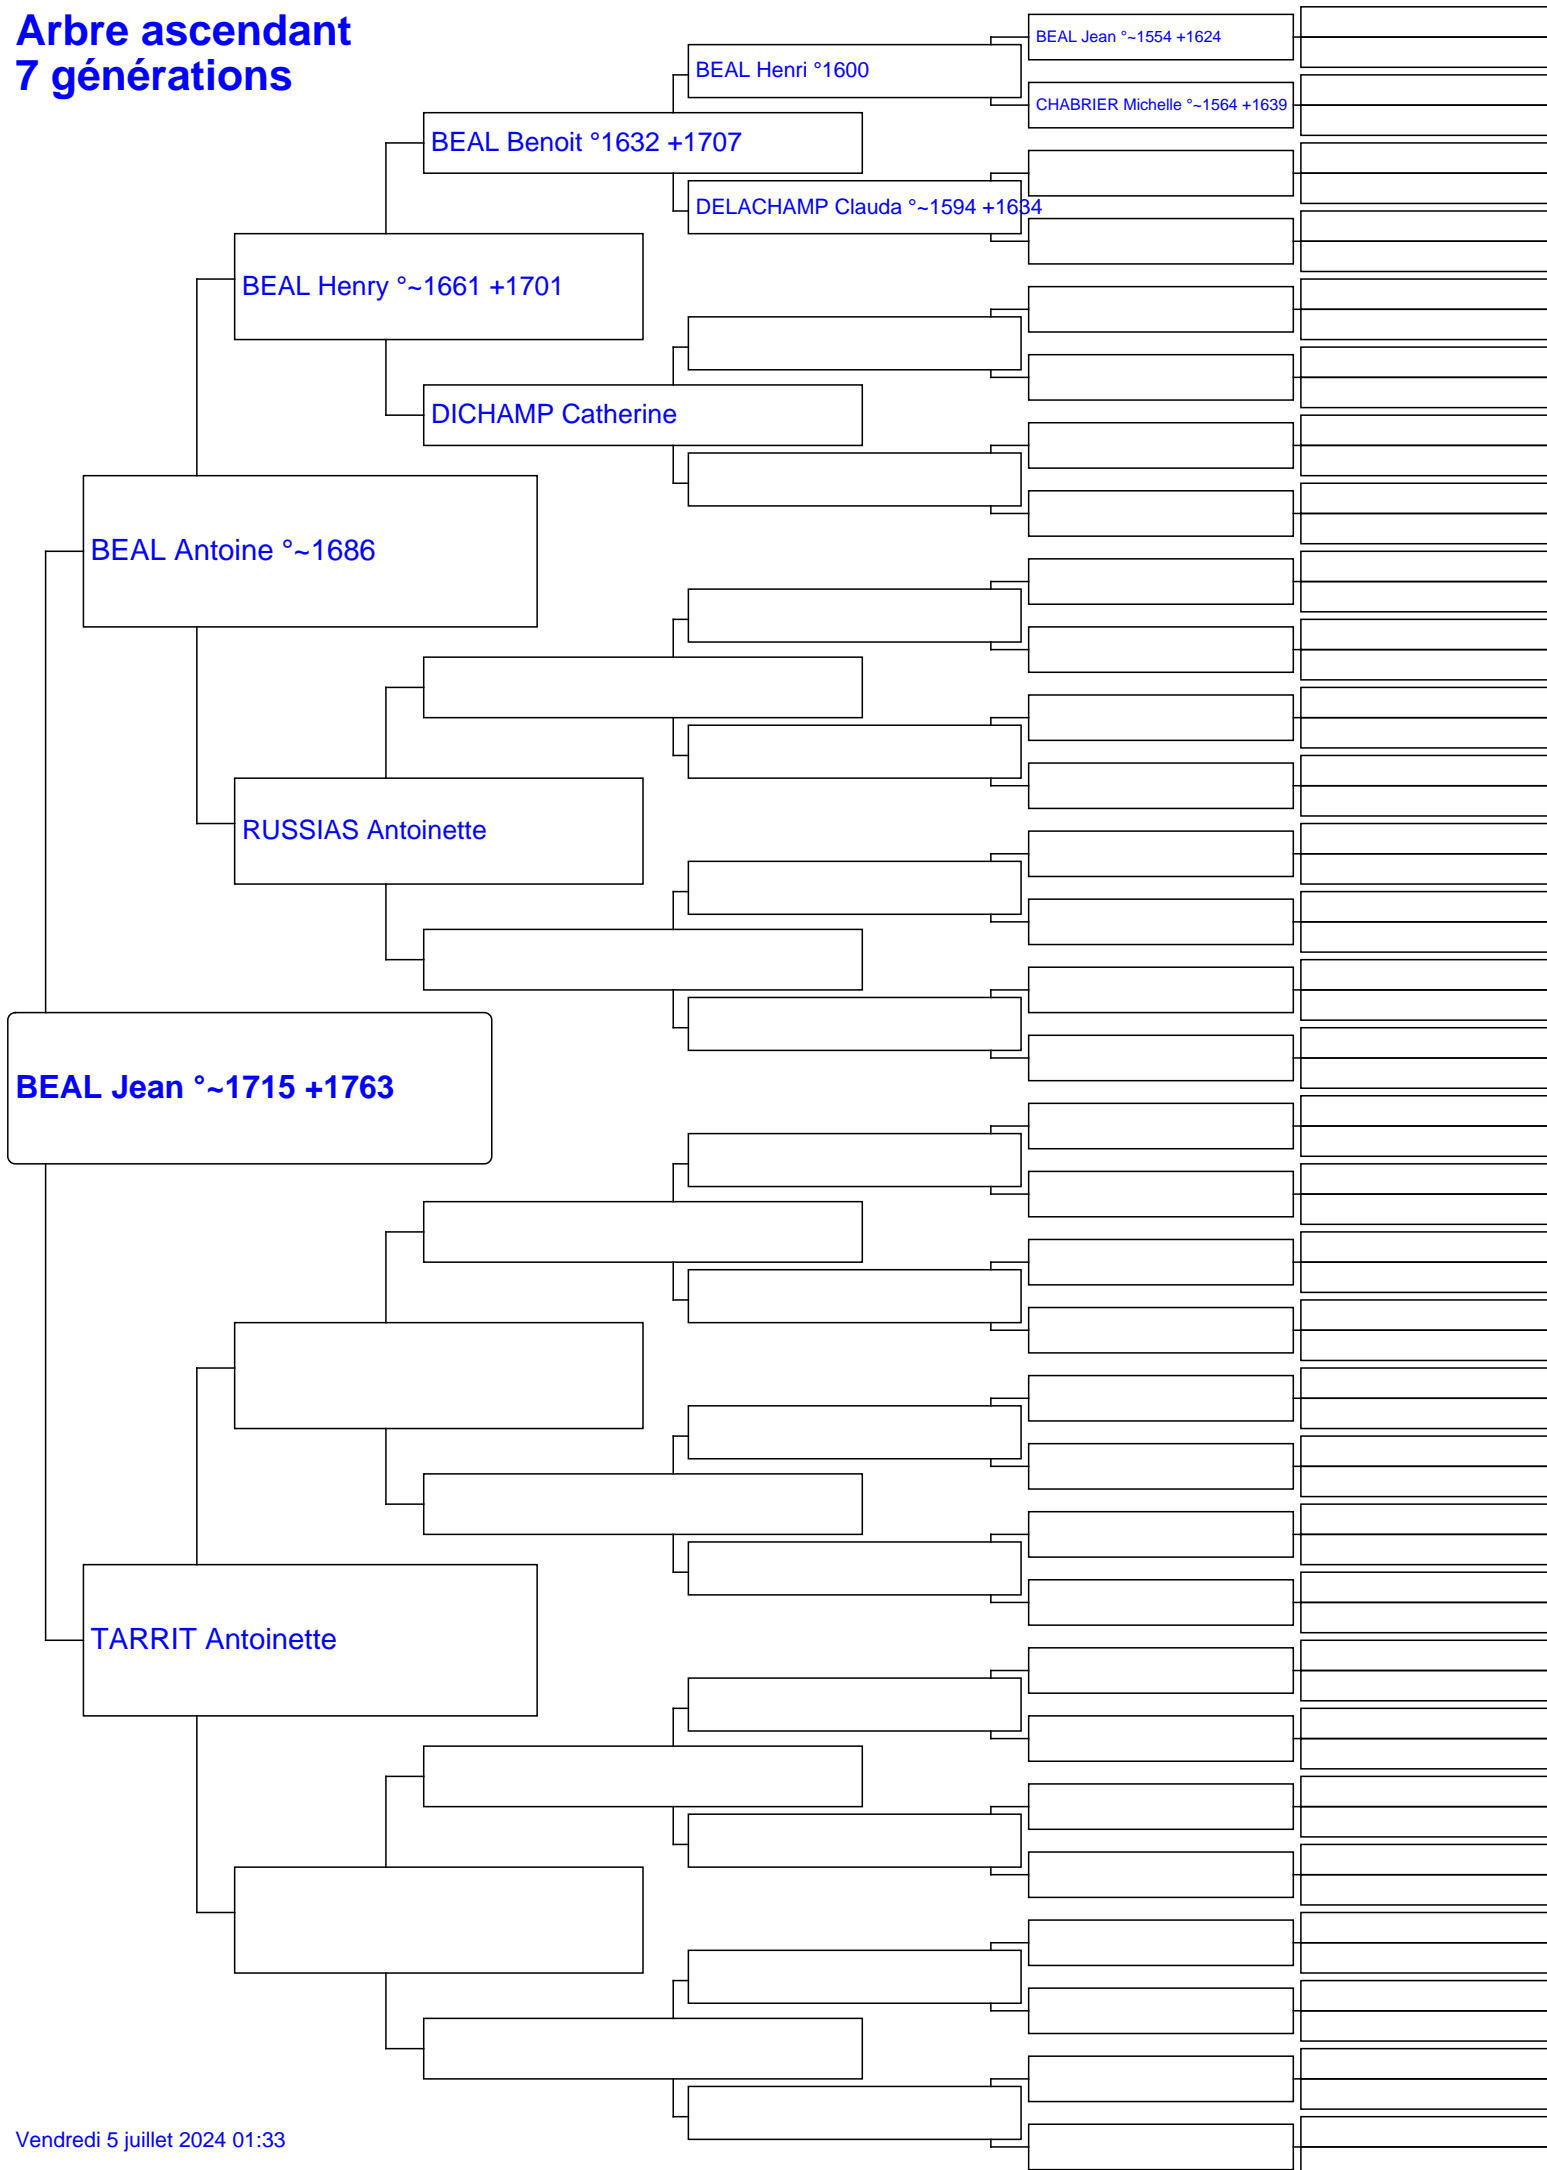 Arbre ascendant
7 générations
BEAL Jean °~1554 +1624
BEAL Henri °1600
CHABRIER Michelle °~1564 +1639
BEAL Benoit °1632 +1707
DELACHAMP Clauda °~1594 +1634
BEAL Henry °~1661 +1701
DICHAMP Catherine
BEAL Antoine °~1686
RUSSIAS Antoinette
BEAL Jean °~1715 +1763
TARRIT Antoinette
Vendredi 5 juillet 2024 01:33